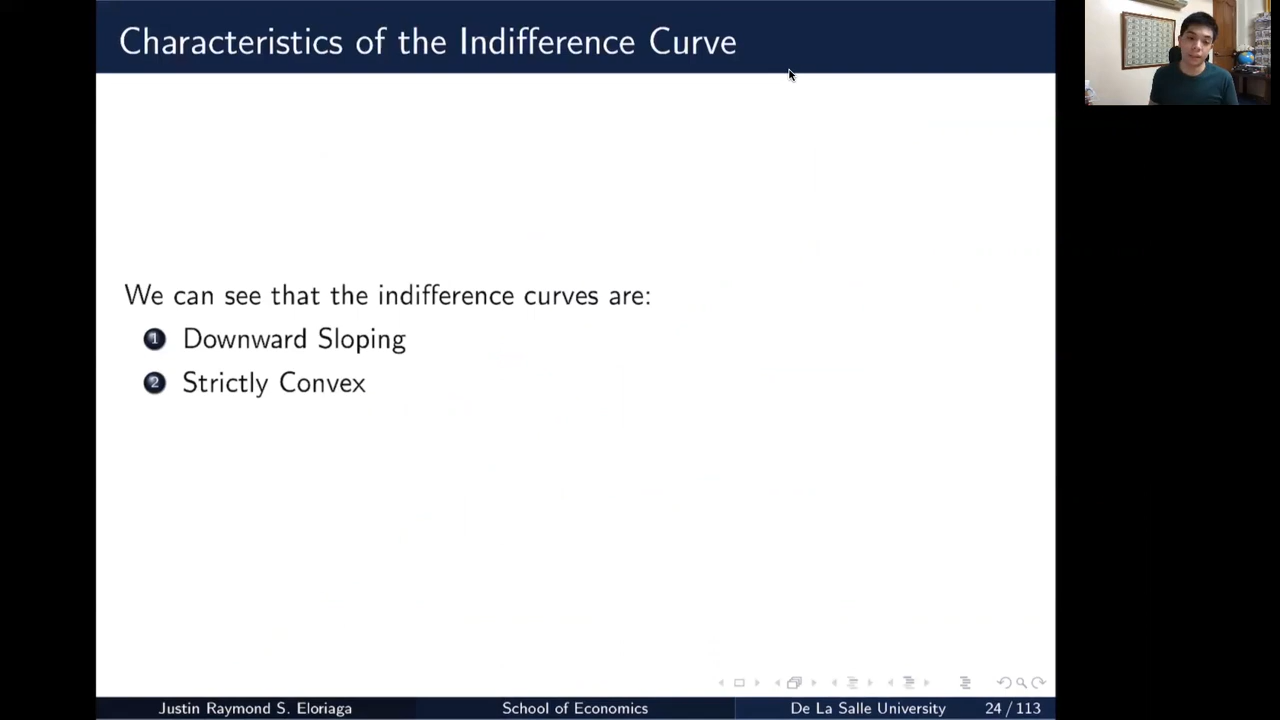 Characteristics of the Indifference Curve
We can see that the indifference curves are:
1 Downward Sloping
2 Strictly Convex
Justin Raymond S. Eloriaga School of Economics De La Salle University 24 / 113